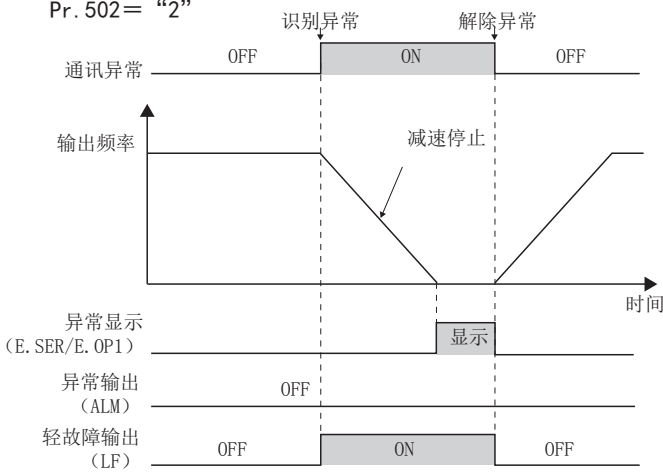 Pr.502＝“2”
识别异常 解除异常
通讯异常 OFF ON OFF
输出频率 减速停止
时间
异常显示
（E.SER/E.OP1） 显示
异常输出
（ALM） OFF
轻故障输出
（LF） OFF ON OFF